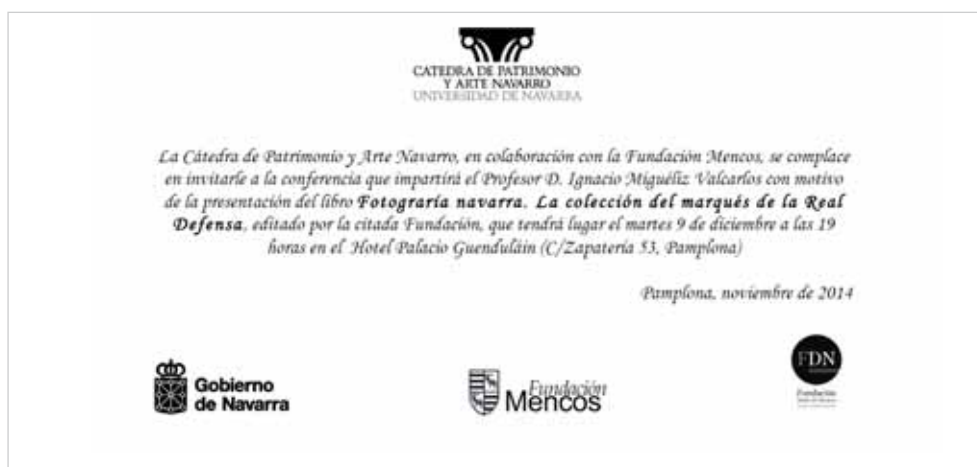 CATEDRA DE PATRIMONIO
Y ARTE NAVARRO
UNIVERSIDAD DE NAVARRA
La Cátedra de Patrimonio y Arte Navarro, en colaboración con la Fundación Mencos, se complace
en invitarle a la conferencia que impartirá el Profesor D. Ignacio Miguéliz Valcarlos con motivo
de la presentación del libro Fotograría navarra. La colección del marqués de la Real
Defensa, editado por la citada Fundación, que tendrá lugar el martes 9 de diciembre a las 19
horas en el Hotel Palacio Guenduláin (C/Zapatería 53, Pamplona)
Pamplona, noviembre de 2014
Gobierno
de Navarra
Fundación
Mencos
FDN
Fundación